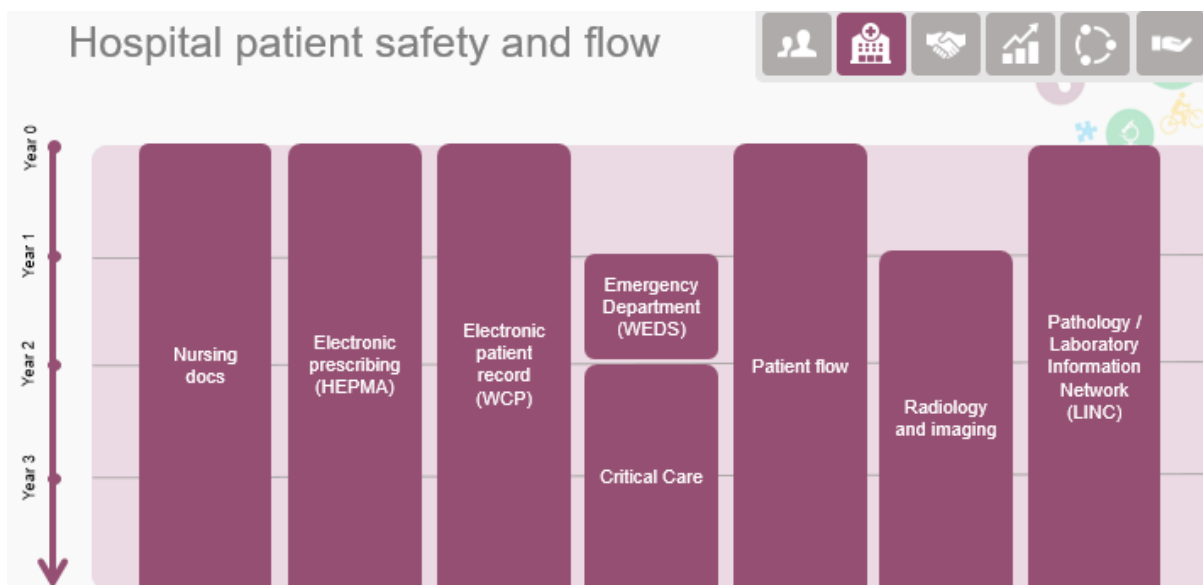 Hospital patient safety and flow
Year 0
Year 1
Year 2
Year 3
Nursing
docs
Electronic
prescribing
(HEPMA)
Electronic
patient
record
(WCP)
Emergency
Department
(WEDS)
Critical Care
Patient flow
Radiology
and imaging
Pathology /
Laboratory
Information
Network
(LINC)